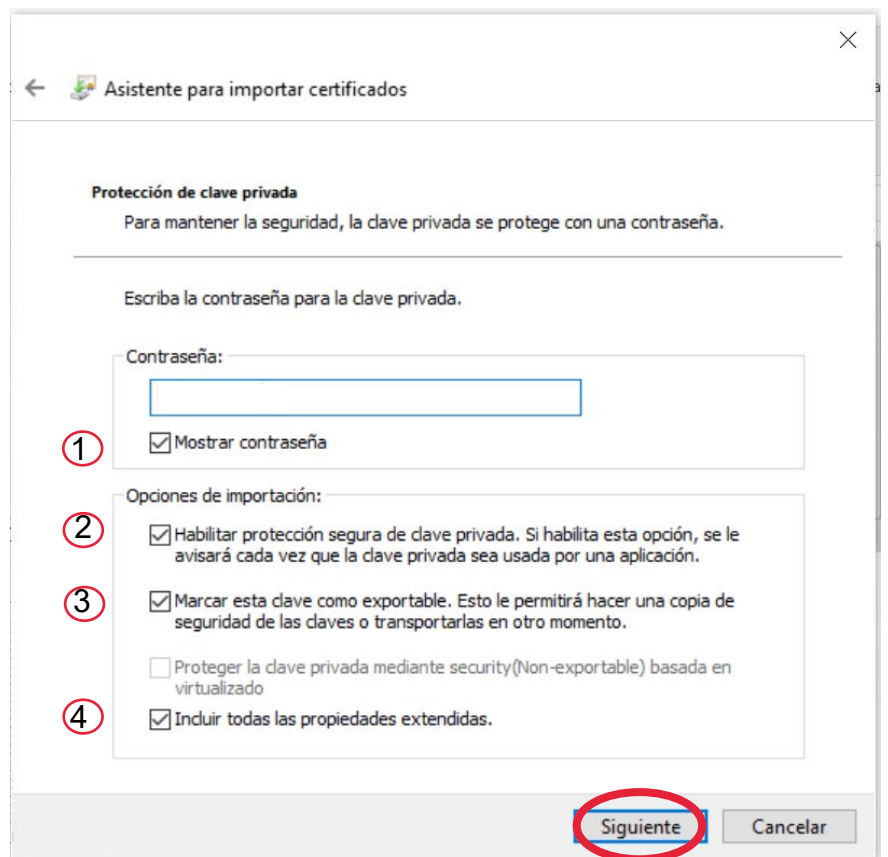 Asistente para importar certificados
Protección de clave privada
Para mantener la seguridad, la clave privada se protege con una contraseña.
Escriba la contraseña para la clave privada.
Contraseña:
1
Mostrar contraseña
Opciones de importación:
2
Habilitar protección segura de clave privada. Si habilita esta opción, se le
avisará cada vez que la clave privada sea usada por una aplicación.
3
Marcar esta clave como exportable. Esto le permitirá hacer una copia de
seguridad de las claves o transportarlas en otro momento.
Proteger la clave privada mediante security(Non-exportable) basada en
virtualizado
4
Incluir todas las propiedades extendidas.
Siguiente
Cancelar